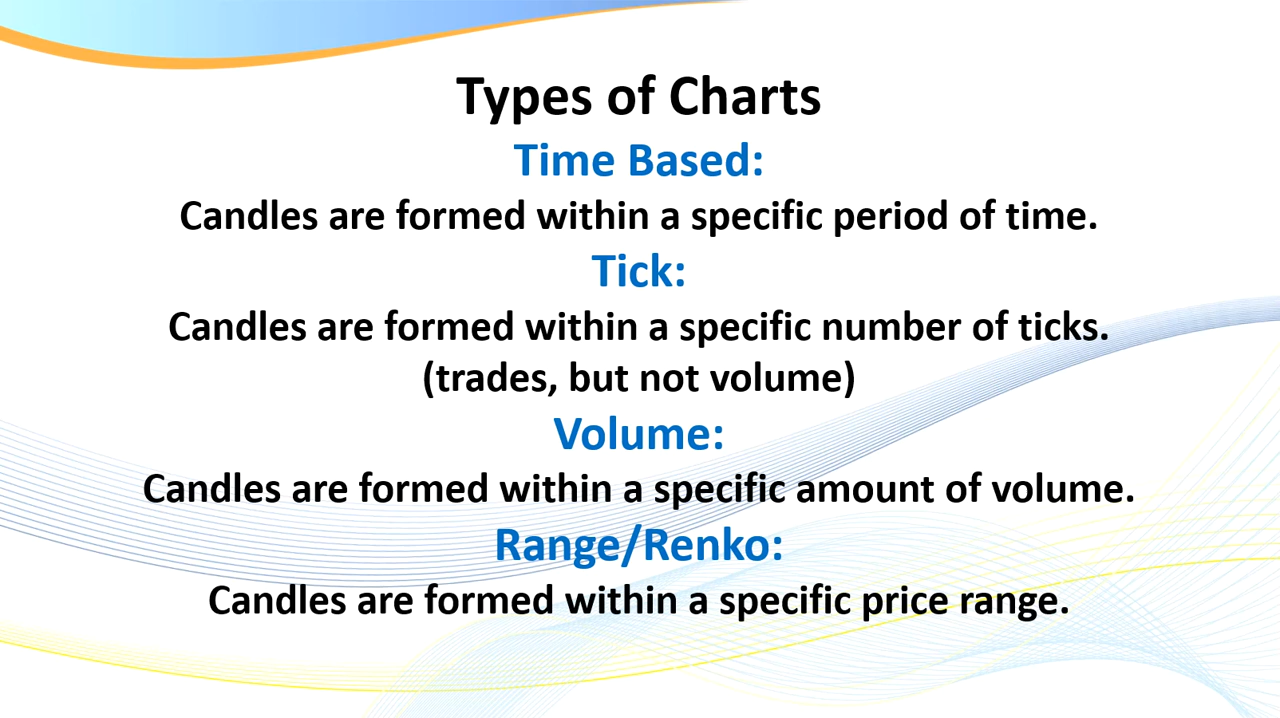 Types of Charts
Time Based:
Candles are formed within a specific period of time.
Tick:
Candles are formed within a specific number of ticks.
(trades, but not volume)
Volume:
Candles are formed within a specific amount of volume.
Range/Renko:
Candles are formed within a specific price range.